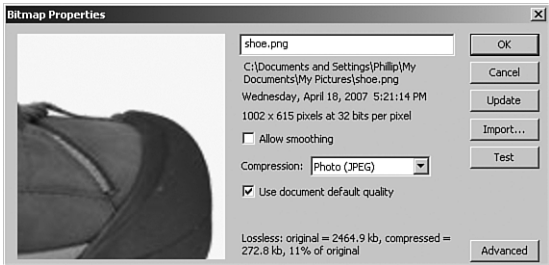 Bitmap Properties
shoe.png
OK
C:\Documents and Settings\Phillip\My
Documents\My Pictures\shoe.png
Cancel
Wednesday, April 18, 2007 5:21:14 PM
Update
1002 x 615 pixels at 32 bits per pixel
Import...
Allow smoothing
Test
Compression: Photo (JPEG)
Use document default quality
Lossless: original = 2464.9 kb, compressed =
272.8 kb, 11% of original
Advanced